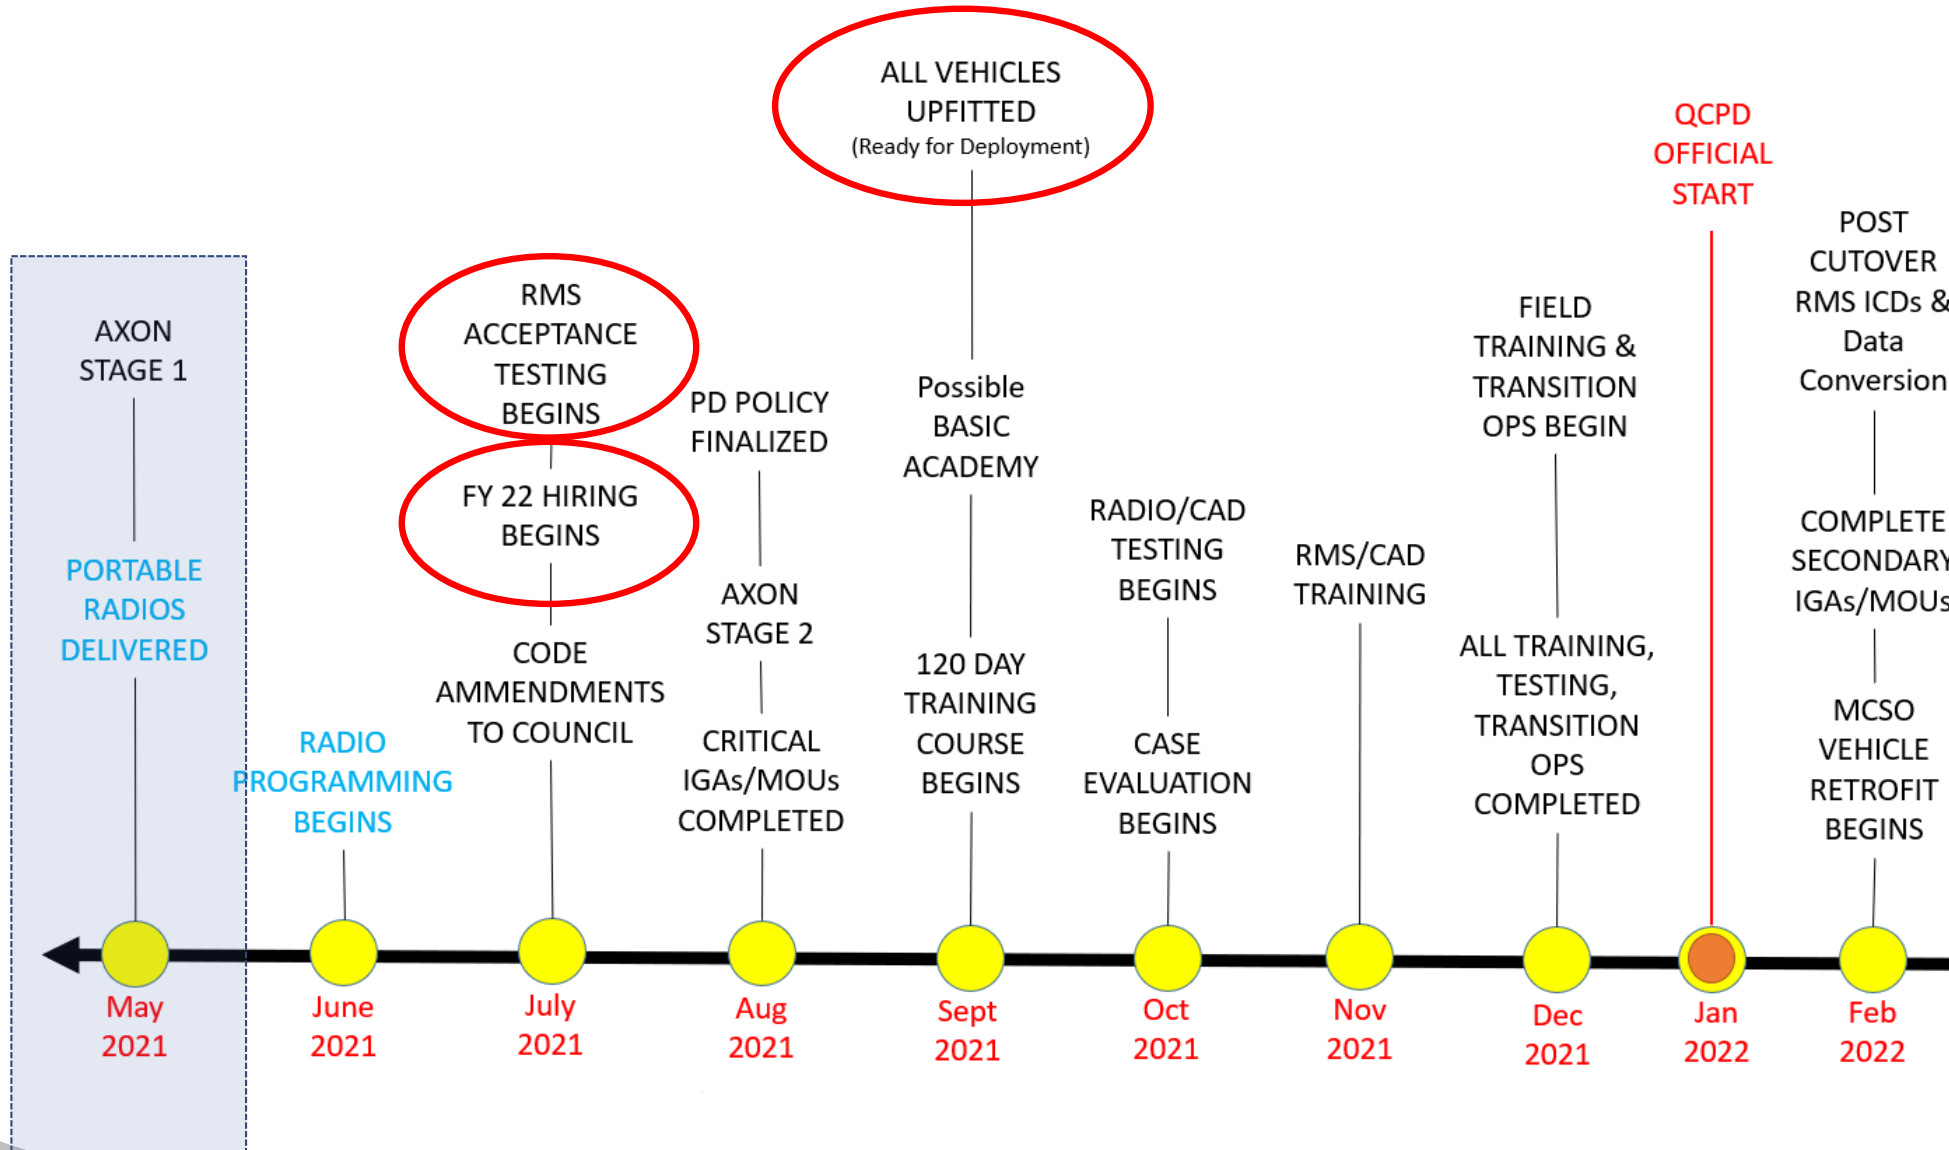 ALL VEHICLES
UPFITTED
(Ready for Deployment)
QCPD
OFFICIAL
START
POST
CUTOVER
RMS ICDs &
Data
Conversion
RMS
ACCEPTANCE
TESTING
BEGINS
FIELD
TRAINING &
TRANSITION
OPS BEGIN
AXON
STAGE 1
Possible
BASIC
ACADEMY
PD POLICY
FINALIZED
FY 22 HIRING
BEGINS
RADIO/CAD
TESTING
BEGINS
COMPLETE
SECONDARY
IGAs/MOUs
RMS/CAD
TRAINING
PORTABLE
RADIOS
DELIVERED
AXON
STAGE 2
CODE
AMMENDMENTS
TO COUNCIL
120 DAY
TRAINING
COURSE
BEGINS
ALL TRAINING,
TESTING,
TRANSITION
OPS
COMPLETED
MCSO
VEHICLE
RETROFIT
BEGINS
RADIO
PROGRAMMING
BEGINS
CRITICAL
IGAs/MOUs
COMPLETED
CASE
EVALUATION
BEGINS
May
2021
June
2021
July
2021
Aug
2021
Sept
2021
Oct
2021
Nov
2021
Dec
2021
Jan
2022
Feb
2022